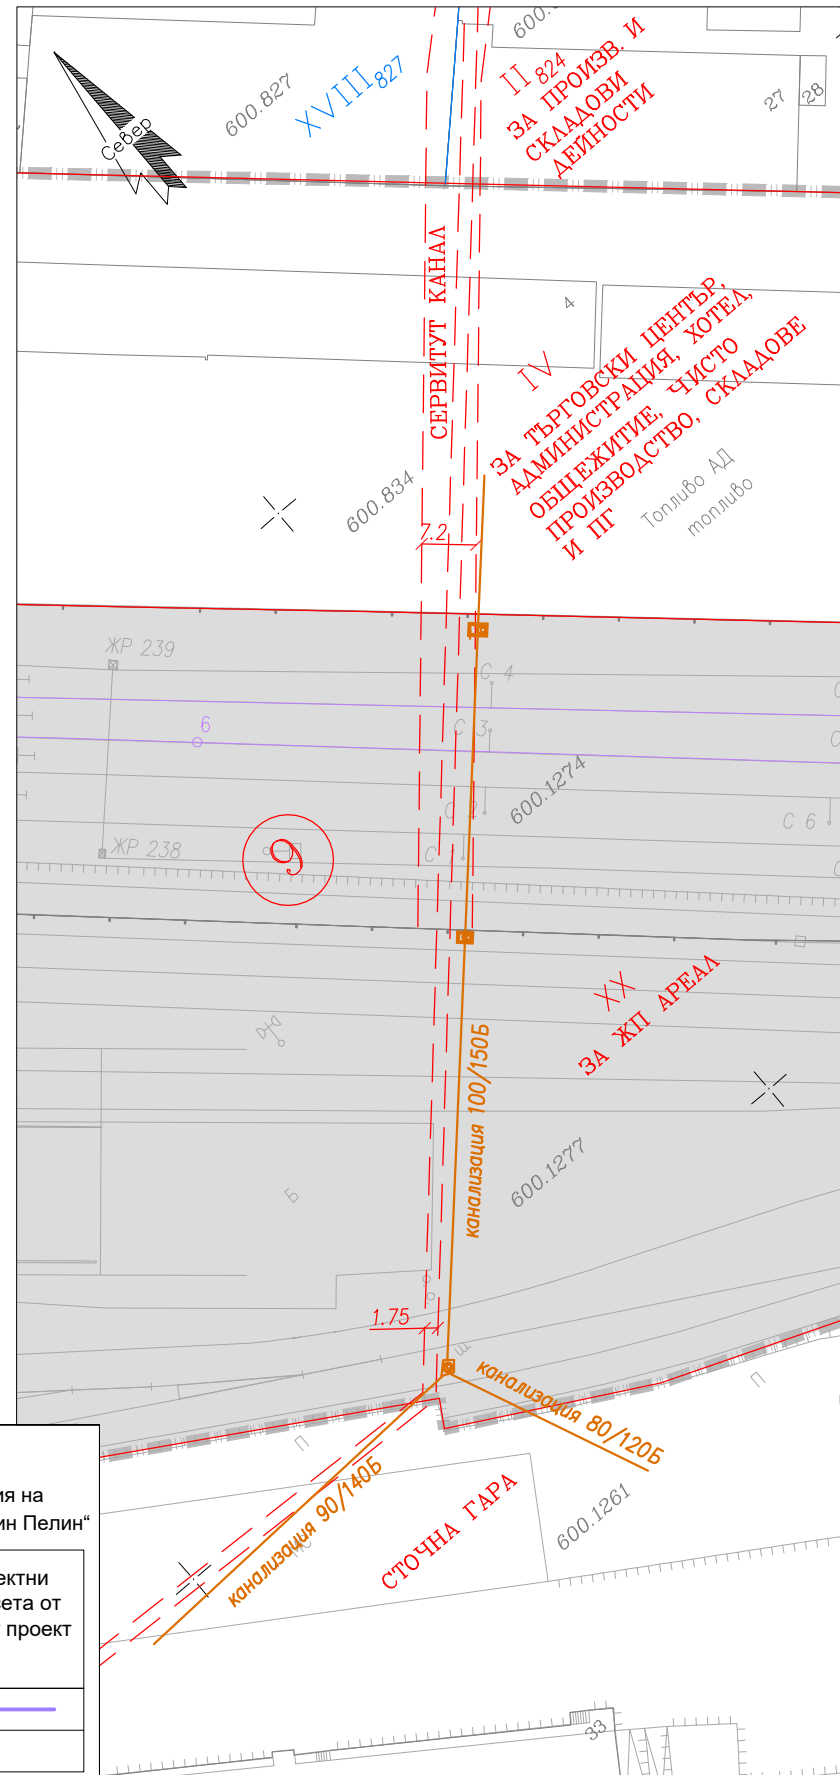 600.827
XVIII 827
II 824
ЗА ПРОИЗВ. И
СКЛАДОВИ
ДЕЙНОСТИ
27
28
Север
СЕРВИТУТ КАНАЛ
4
IV
ЗА ТЪРГОВСКИ ЦЕНТЪР,
АДМИНИСТРАЦИЯ, ХОТЕЛ,
ОБЩЕЖИТИЕ, ЧИСТО
ПРОИЗВОДСТВО, СКЛАДОВЕ
И ПГ
Топливо АД
топливо
600.834
7.2
ЖР 239
С 4
6
С 3
600.1274
С 2
С 6
ЖР 238
9
XX
ЗА ЖП АРЕАЛ
канализация 100/150Б
600.1277
Б
1.75
Ш
канализация 80/120Б
П
П
канализация 90/140Б
СТОЧНА ГАРА
600.1261
ия на
ин Пелин“
ектни
сета от
проект
33